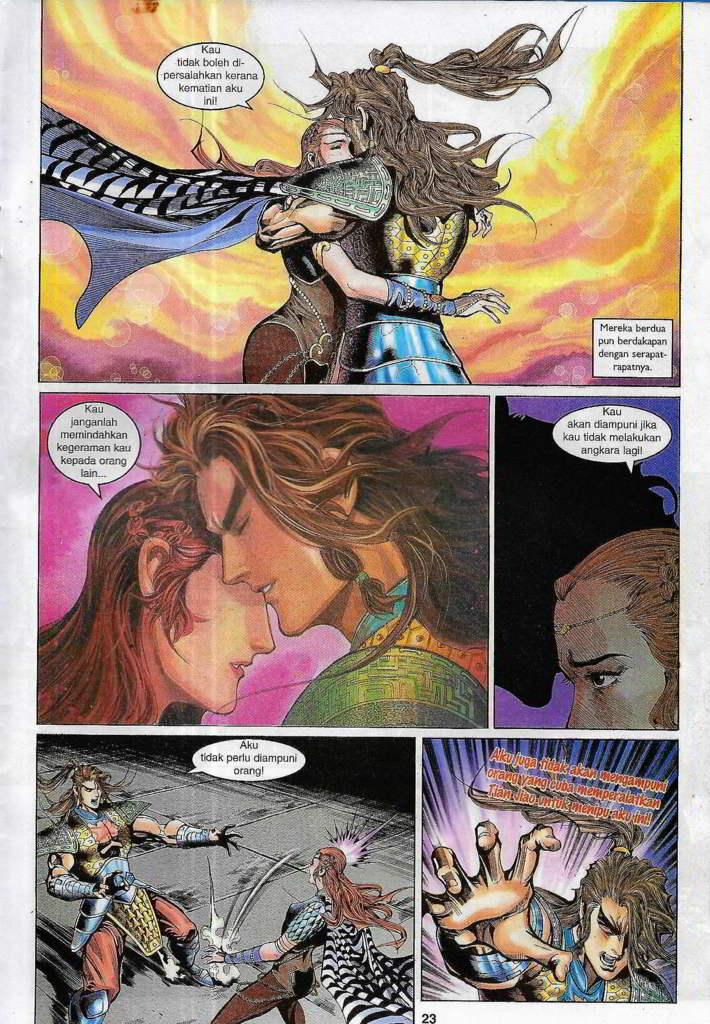 Kau
tidak boleh di-
persalahkan kerana
kematian aku
ini!
Mereka berdua
pun berdakapan
dengan serapat-
rapatnya.
Kau
janganlah
memindahkan
kegeraman kau
kepada orang
lain...
Kau
akan diampuni jika
kau tidak melakukan
angkara lagi!
Aku
tidak perlu diampuni
orang!
Aku juga tidak akan mengampuni
orang yang cuba memperalatkan
Tian Jiao untuk menipu aku ini!
23